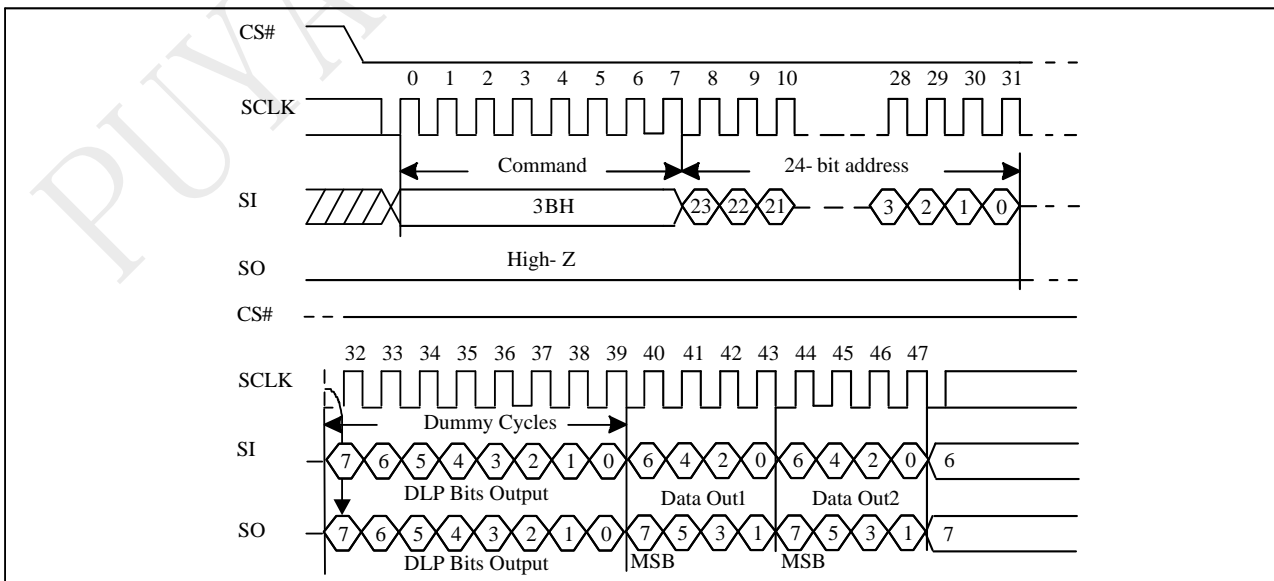 PUYA
CS#
0 1 2 3 4 5 6 7 8 9 10 28 29 30 31
SCLK
Command 24- bit address
SI 3BH 23 22 21 3 2 1 0
SO High- Z
CS#
32 33 34 35 36 37 38 39 40 41 42 43 44 45 46 47
SCLK
Dummy Cycles
SI 7 6 5 4 3 2 1 0 6 4 2 0 6 4 2 0 6
DLP Bits Output Data Out1 Data Out2
SO 7 6 5 4 3 2 1 0 7 5 3 1 7 5 3 1 7
DLP Bits Output MSB MSB